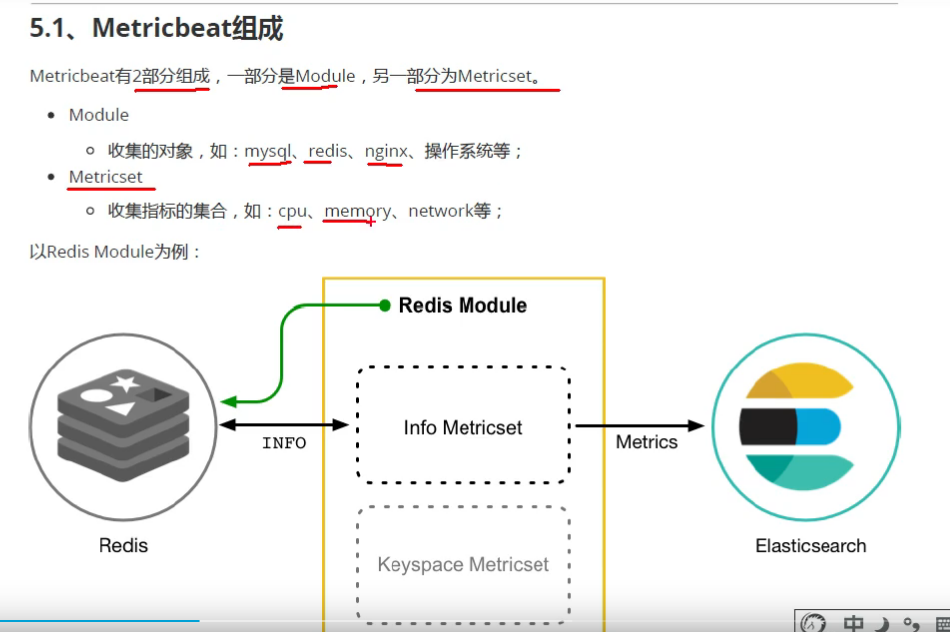 5.1、Metricbeat组成
Metricbeat有2部分组成，一部分是Module，另一部分为Metricset。
Module
收集的对象，如：mysql、redis、nginx、操作系统等；
Metricset
收集指标的集合，如：cpu、memory、network等；
以Redis Module为例：
Redis Module
Info Metricset
INFO
Metrics
Redis
Elasticsearch
Keyspace Metricset
中